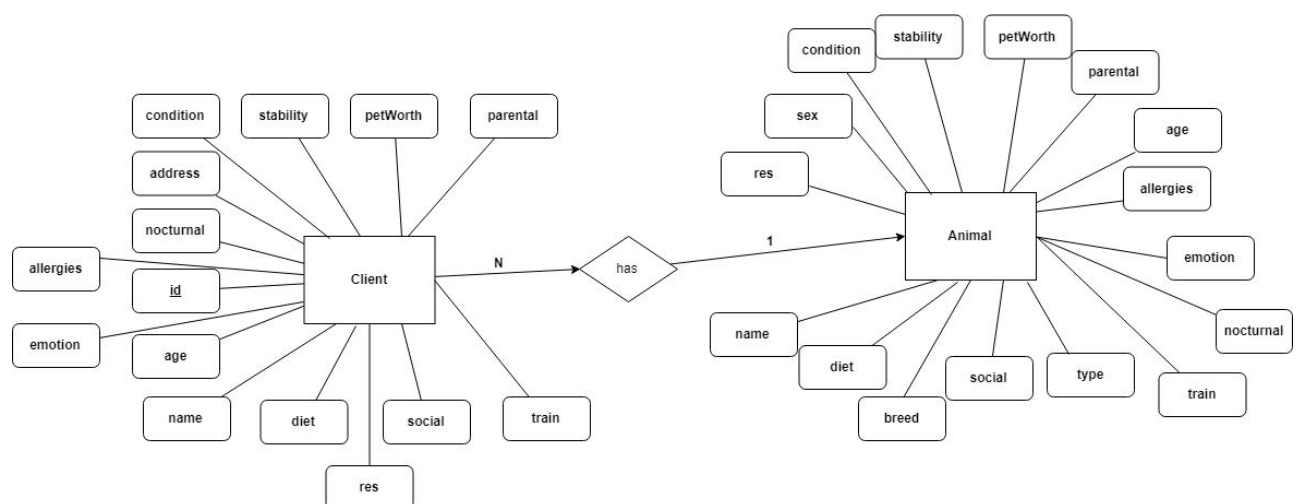 condition
stability
petWorth
parental
address
nocturnal
allergies
id
emotion
age
name
diet
social
train
res
Client
N
has
1
condition
stability
petWorth
parental
sex
age
res
allergies
Animal
emotion
nocturnal
name
diet
breed
social
type
train